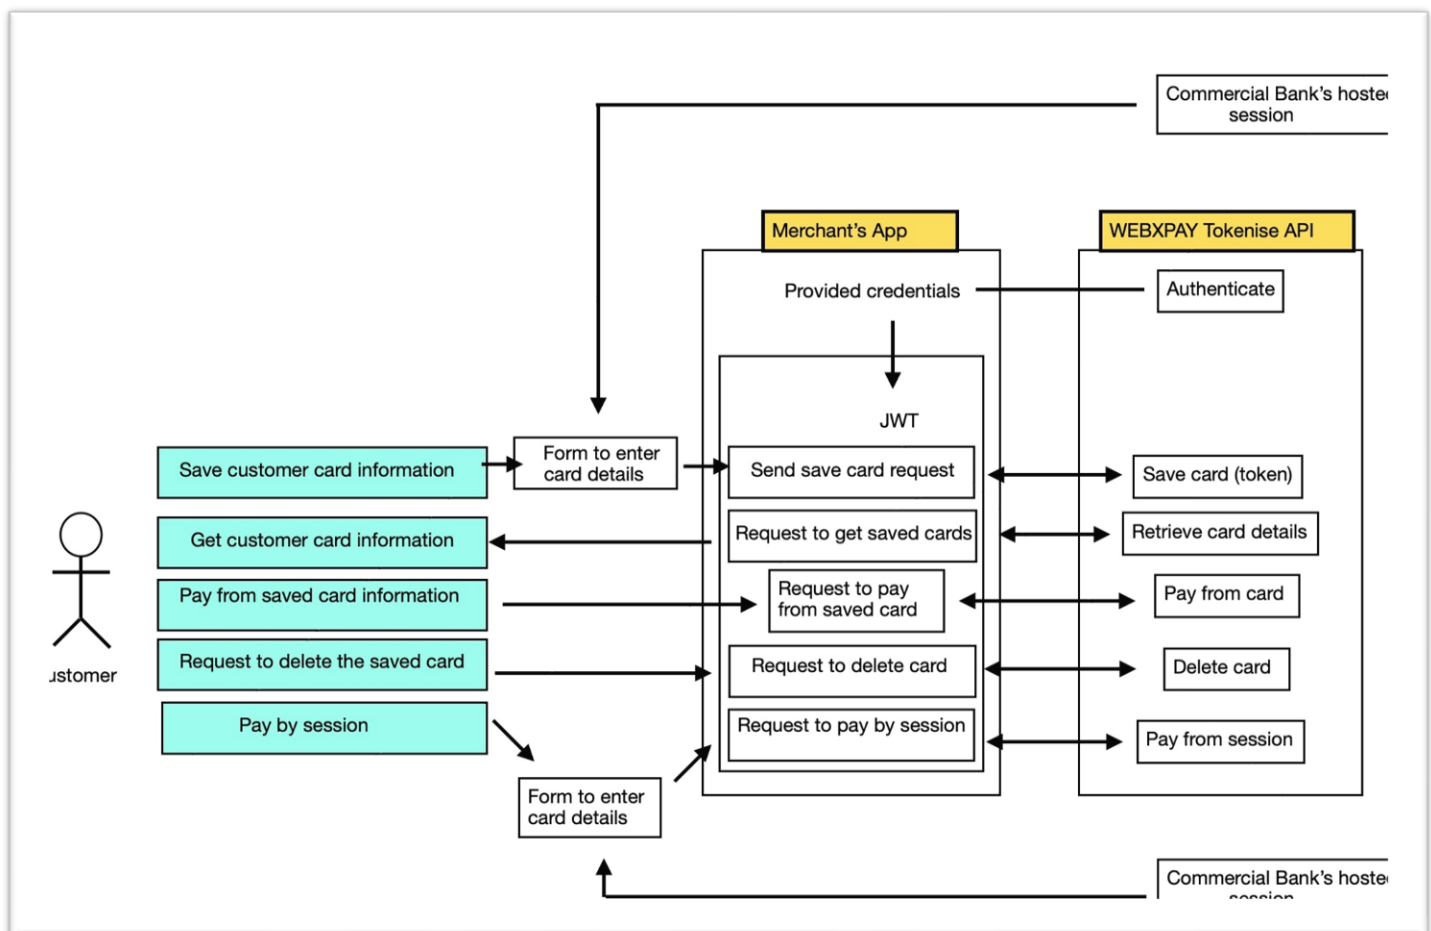 Commercial Bank's hosted
session
Merchant's App
WEBXPAY Tokenise API
Provided credentials
Authenticate
JWT
Save customer card information
Form to enter
card details
Send save card request
Save card (token)
Get customer card information
Request to get saved cards
Retrieve card details
Pay from saved card information
Request to pay
from saved card
Pay from card
Request to delete the saved card
Request to delete card
Delete card
ustomer
Pay by session
Request to pay by session
Pay from session
Form to enter
card details
Commercial Bank's hosted
session